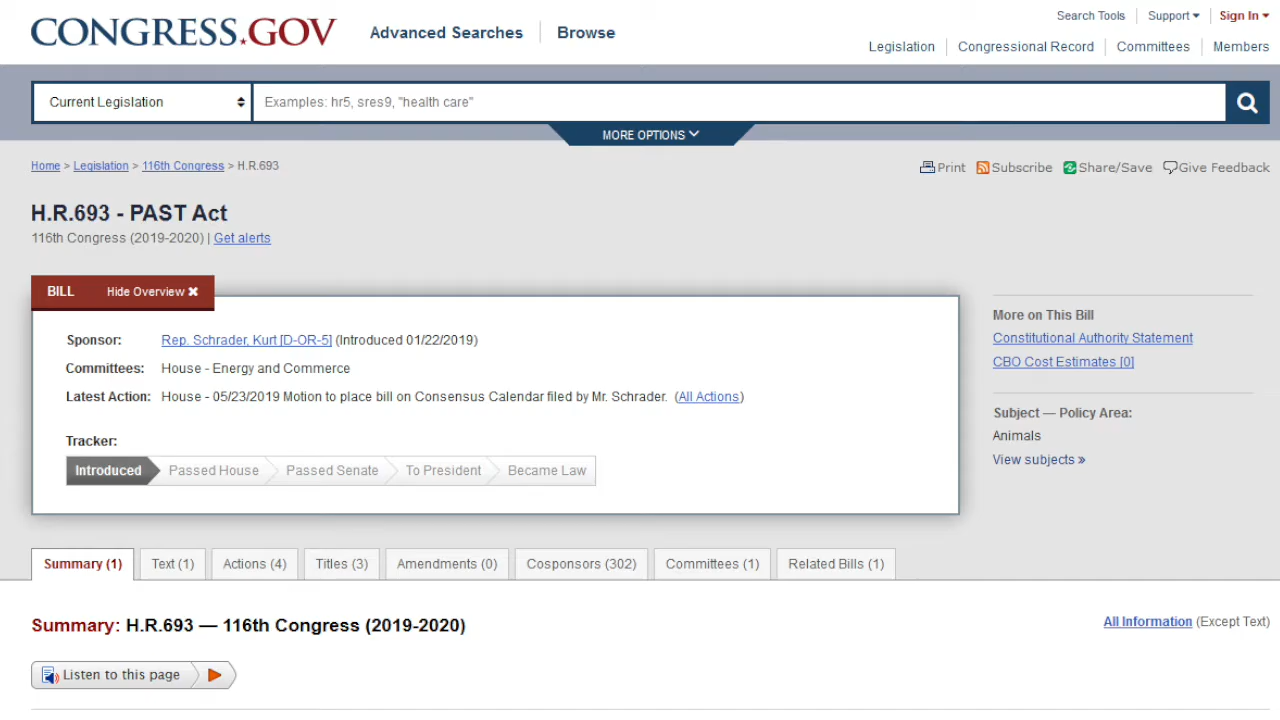 CONGRESS.GOV
Advanced Searches
Browse
Search Tools
Support
Sign In
Legislation
Congressional Record
Committees
Members
Current Legislation
Examples: hr5, sres9, "health care"
MORE OPTIONS
Home > Legislation > 116th Congress > H.R.693
Print
Subscribe
Share/Save
Give Feedback
H.R.693 - PAST Act
116th Congress (2019-2020) | Get alerts
BILL
Hide Overview ✖
Sponsor: Rep. Schrader, Kurt [D-OR-5] (Introduced 01/22/2019)
Committees: House - Energy and Commerce
Latest Action: House - 05/23/2019 Motion to place bill on Consensus Calendar filed by Mr. Schrader. (All Actions)
Tracker:
Introduced
Passed House
Passed Senate
To President
Became Law
More on This Bill
Constitutional Authority Statement
CBO Cost Estimates [0]
Subject — Policy Area:
Animals
View subjects »
Summary (1)
Text (1)
Actions (4)
Titles (3)
Amendments (0)
Cosponsors (302)
Committees (1)
Related Bills (1)
Summary: H.R.693 — 116th Congress (2019-2020)
All Information (Except Text)
Listen to this page